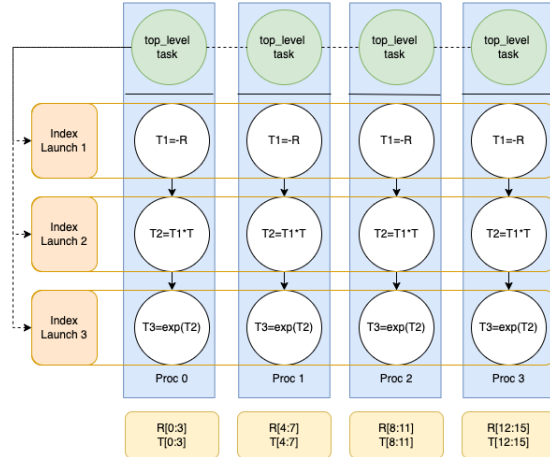 top_level
task
top_level
task
top_level
task
top_level
task
Index
Launch 1
T1=-R
T1=-R
T1=-R
T1=-R
Index
Launch 2
T2=T1*T
T2=T1*T
T2=T1*T
T2=T1*T
Index
Launch 3
T3=exp(T2)
T3=exp(T2)
T3=exp(T2)
T3=exp(T2)
Proc 0
Proc 1
Proc 2
Proc 3
R[0:3]
T[0:3]
R[4:7]
T[4:7]
R[8:11]
T[8:11]
R[12:15]
T[12:15]